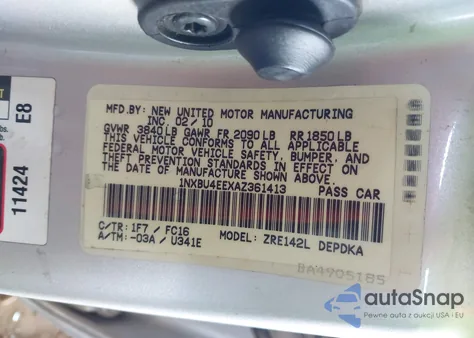 MFD.BY: NEW UNITED MOTOR MANUFACTURING
INC. 02 / 10
GVWR 3840 LB GAWR FR 2090 LB RR 1850 LB
THIS VEHICLE CONFORMS TO ALL APPLICABLE
FEDERAL MOTOR VEHICLE SAFETY, BUMPER, AND
THEFT PREVENTION STANDARDS IN EFFECT ON
THE DATE OF MANUFACTURE SHOWN ABOVE.
1NXBU4EEXAZ361413 PASS CAR
C/TR: 1F7 / FC16 MODEL: ZRE142L DEPDKA
A/TM: -03A / U341E
BA4905185
E8
11424
autaSnap
Pewne auta z aukcji USA i EU